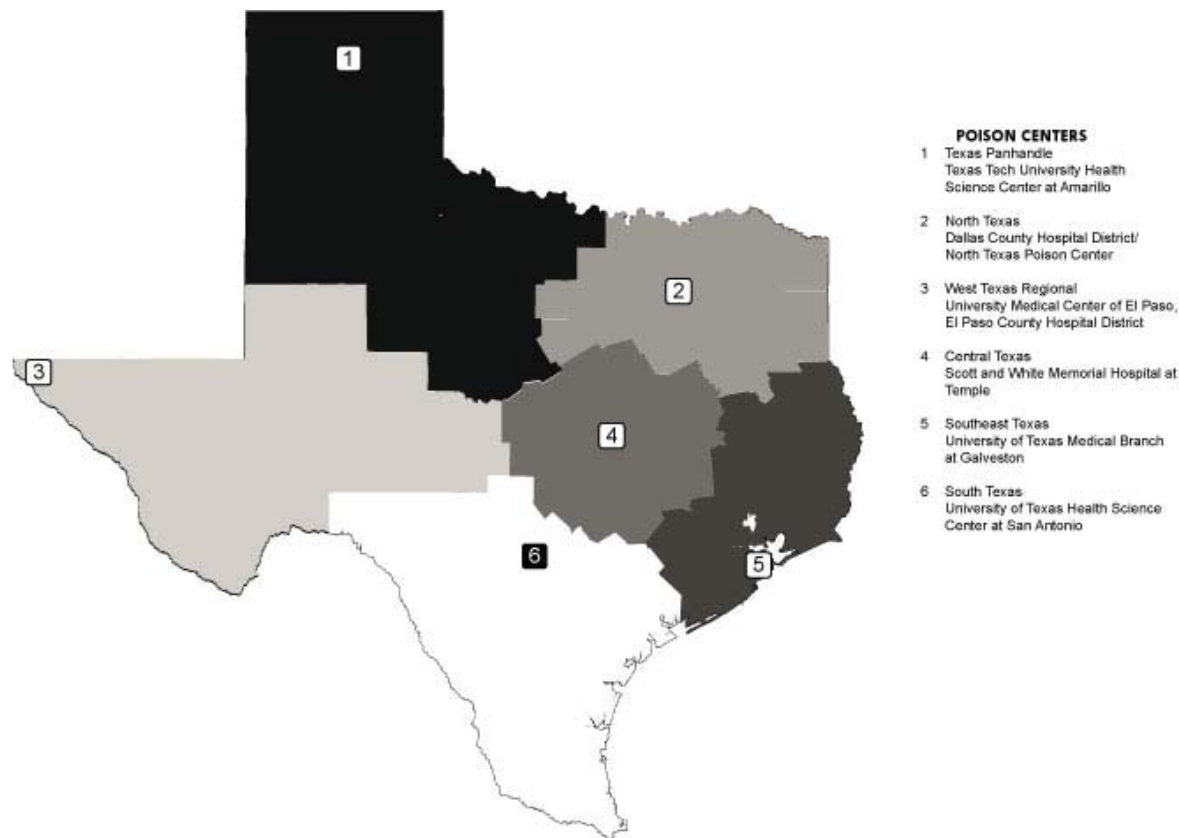 1
2
3
4
5
6
POISON CENTERS
1 Texas Panhandle
Texas Tech University Health
Science Center at Amarillo
2 North Texas
Dallas County Hospital District/
North Texas Poison Center
3 West Texas Regional
University Medical Center of El Paso,
El Paso County Hospital District
4 Central Texas
Scott and White Memorial Hospital at
Temple
5 Southeast Texas
University of Texas Medical Branch
at Galveston
6 South Texas
University of Texas Health Science
Center at San Antonio